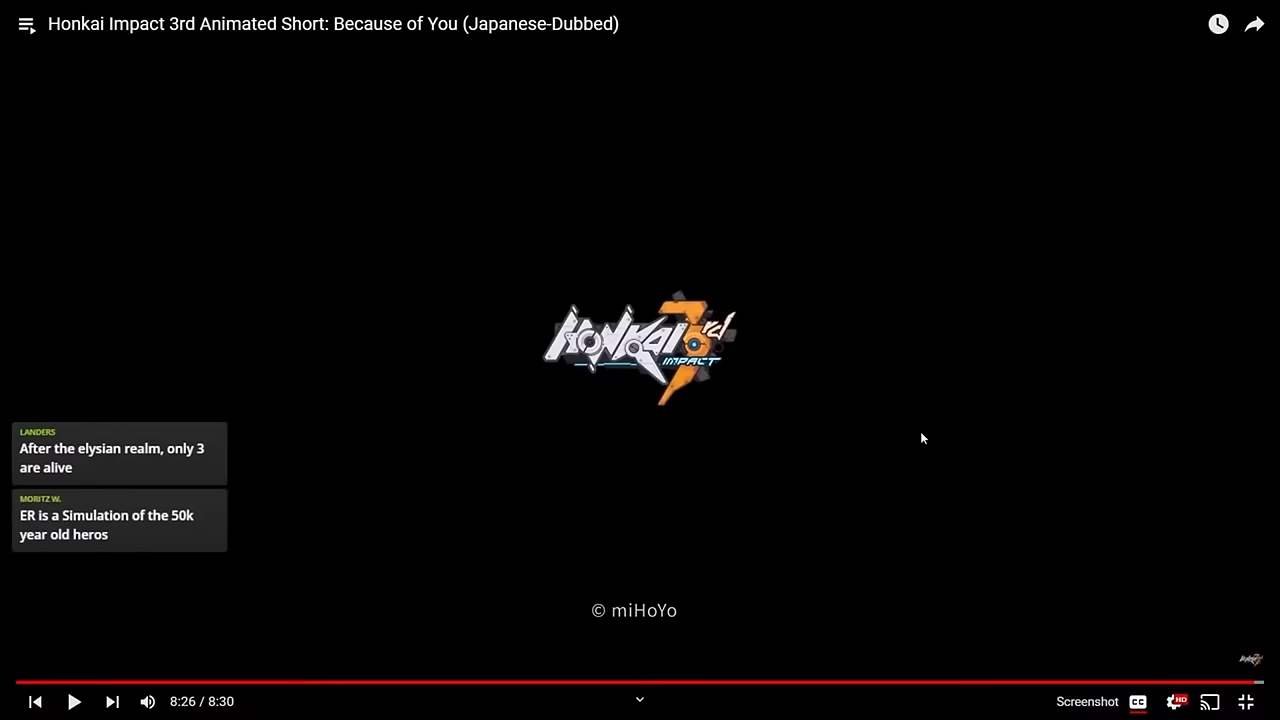 Honkai Impact 3rd Animated Short: Because of You (Japanese-Dubbed)
HONKAI 3rd
IMPACT
LANDERS
After the elysian realm, only 3
are alive
MORITZ W.
ER is a Simulation of the 50k
year old heros
© miHoYo
8:26 / 8:30
Screenshot
CC
HD